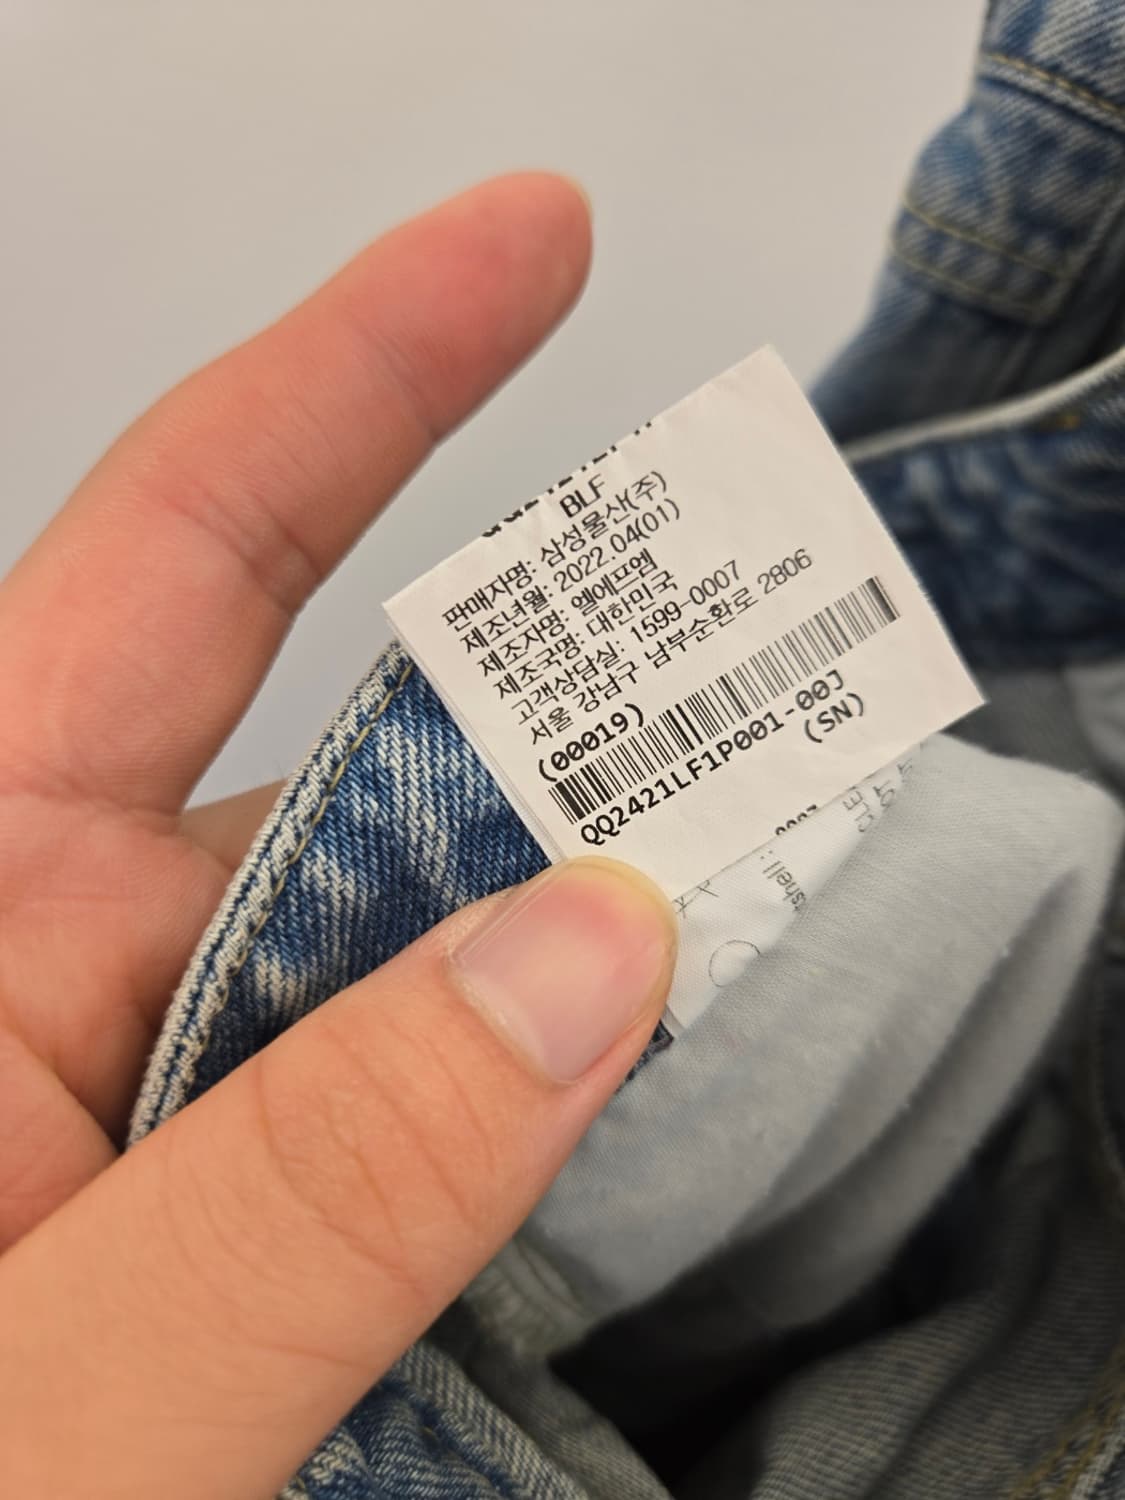 BLF
판매자명: 삼성물산(주)
제조년월: 2022.04(01)
제조자명: 엘에프엠
제조국명: 대한민국
고객상담실: 1599-0007
서울 강남구 남부순환로 2806
(00019)
QQ2421LF1P001-00J
(SN)
shell: